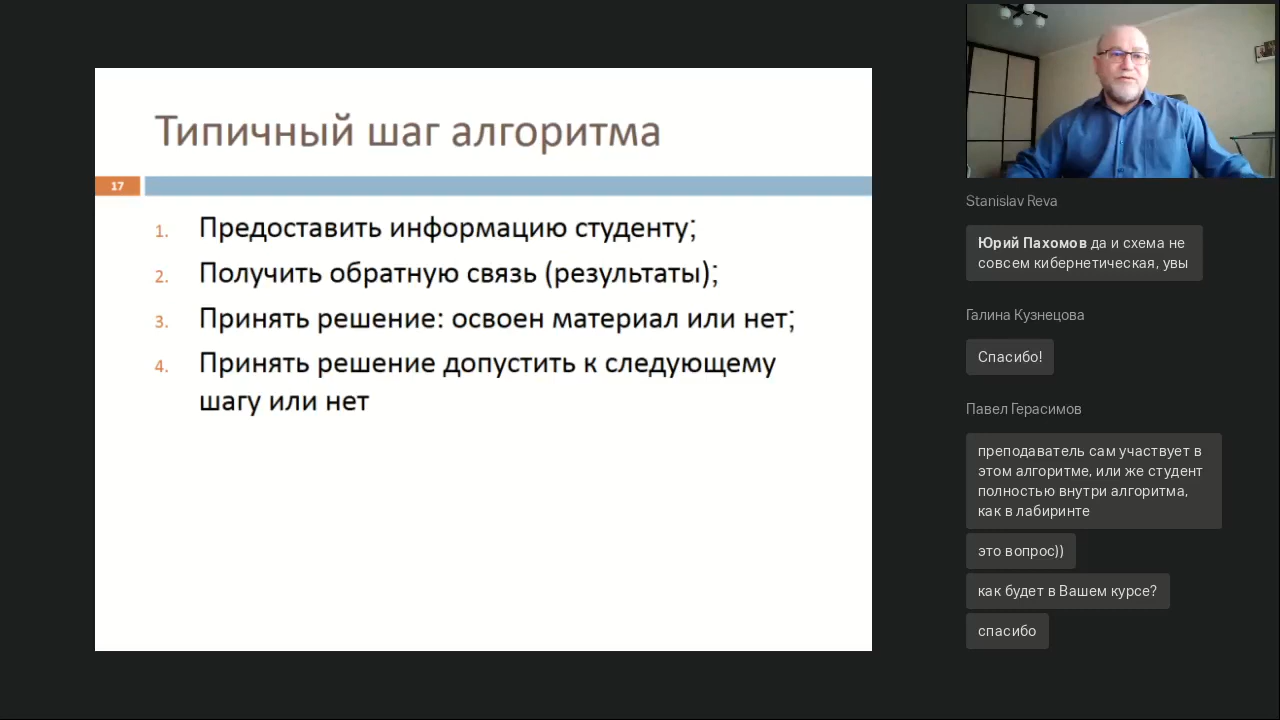 Типичный шаг алгоритма
17
1. Предоставить информацию студенту;
2. Получить обратную связь (результаты);
3. Принять решение: освоен материал или нет;
4. Принять решение допустить к следующему
шагу или нет
Stanislav Reva
Юрий Пахомов да и схема не
совсем кибернетическая, увы
Галина Кузнецова
Спасибо!
Павел Герасимов
преподаватель сам участвует в
этом алгоритме, или же студент
полностью внутри алгоритма,
как в лабиринте
это вопрос))
как будет в Вашем курсе?
спасибо